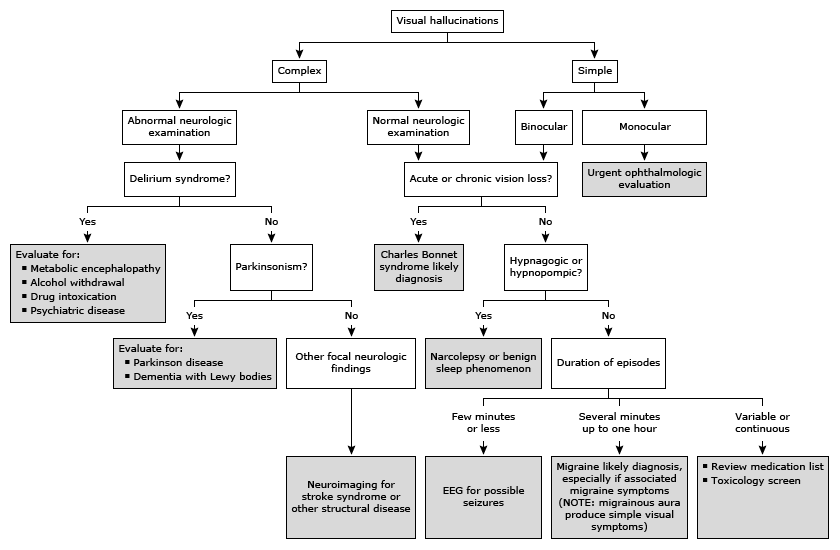 Visual hallucinations
Complex
Simple
Abnormal neurologic
examination
Normal neurologic
examination
Binocular
Monocular
Delirium syndrome?
Acute or chronic vision loss?
Urgent ophthalmologic
evaluation
Yes
No
Yes
No
Evaluate for:
▪ Metabolic encephalopathy
▪ Alcohol withdrawal
▪ Drug intoxication
▪ Psychiatric disease
Parkinsonism?
Charles Bonnet
syndrome likely
diagnosis
Hypnagogic or
hypnopompic?
Yes
No
Yes
No
Evaluate for:
▪ Parkinson disease
▪ Dementia with Lewy bodies
Other focal neurologic
findings
Narcolepsy or benign
sleep phenomenon
Duration of episodes
Few minutes
or less
Several minutes
up to one hour
Variable or
continuous
Neuroimaging for
stroke syndrome or
other structural disease
EEG for possible
seizures
Migraine likely diagnosis,
especially if associated
migraine symptoms
(NOTE: migrainous aura
produce simple visual
symptoms)
▪ Review medication list
▪ Toxicology screen